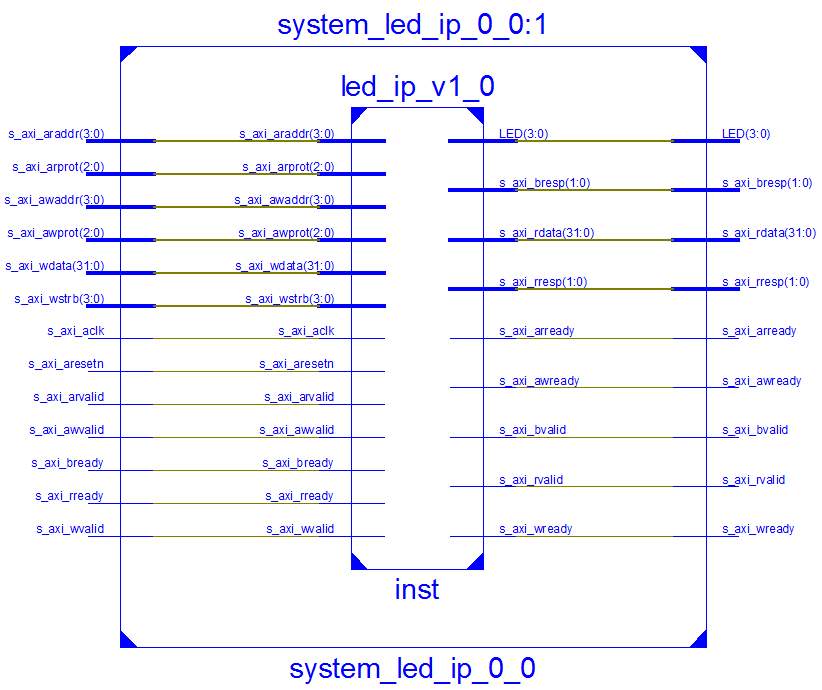 system_led_ip_0_0:1
led_ip_v1_0
s_axi_araddr(3:0) s_axi_araddr(3:0) LED(3:0) LED(3:0)
s_axi_arprot(2:0) s_axi_arprot(2:0)
s_axi_bresp(1:0) s_axi_bresp(1:0)
s_axi_awaddr(3:0) s_axi_awaddr(3:0)
s_axi_awprot(2:0) s_axi_awprot(2:0) s_axi_rdata(31:0) s_axi_rdata(31:0)
s_axi_wdata(31:0) s_axi_wdata(31:0)
s_axi_rresp(1:0) s_axi_rresp(1:0)
s_axi_wstrb(3:0) s_axi_wstrb(3:0)
s_axi_aclk s_axi_aclk s_axi_arready s_axi_arready
s_axi_aresetn s_axi_aresetn
s_axi_awready s_axi_awready
s_axi_arvalid s_axi_arvalid
s_axi_awvalid s_axi_awvalid s_axi_bvalid s_axi_bvalid
s_axi_bready s_axi_bready
s_axi_rvalid s_axi_rvalid
s_axi_rready s_axi_rready
s_axi_wvalid s_axi_wvalid s_axi_wready s_axi_wready
inst
system_led_ip_0_0